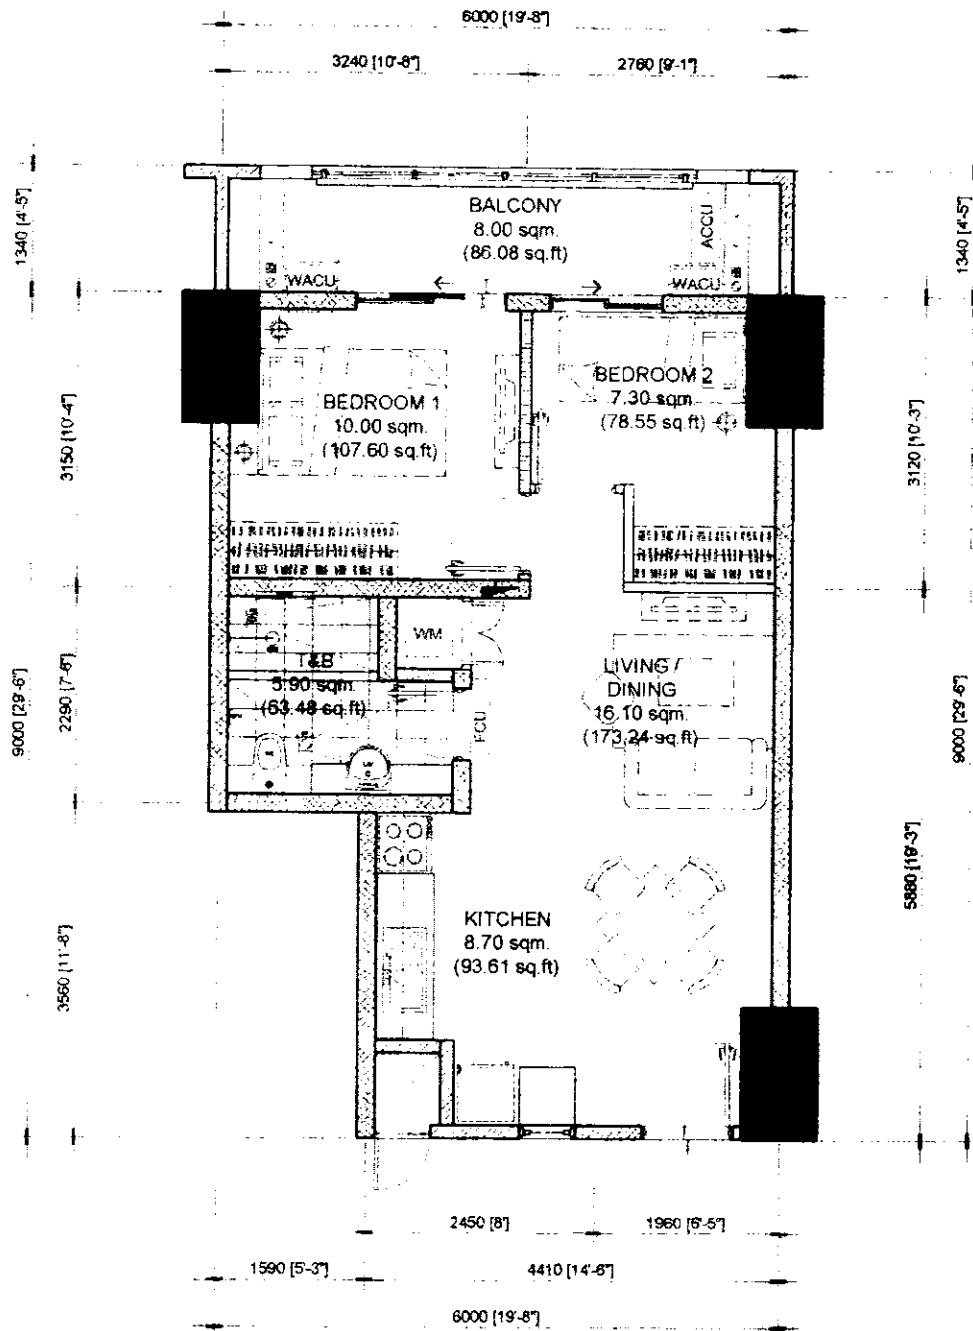 6000 [19'-8"]
3240 [10'-8"]
2760 [9'-1"]
1340 [4'-5"]
1340 [4'-5"]
BALCONY
8.00 sqm.
(86.08 sq.ft)
ACCU
WACU
WACU
BEDROOM 1
10.00 sqm.
(107.60 sq.ft)
BEDROOM 2
7.30 sqm.
(78.55 sq.ft)
3150 [10'-4"]
3120 [10'-3"]
WM
T&B
5.90 sqm.
(63.48 sq.ft)
FCU
LIVING /
DINING
16.10 sqm.
(173.24 sq.ft)
9000 [29'-6"]
2290 [7'-6"]
9000 [29'-6"]
5880 [19'-3"]
KITCHEN
8.70 sqm.
(93.61 sq.ft)
3560 [11'-8"]
2450 [8']
1960 [6'-5"]
1590 [5'-3"]
4410 [14'-6"]
6000 [19'-8"]